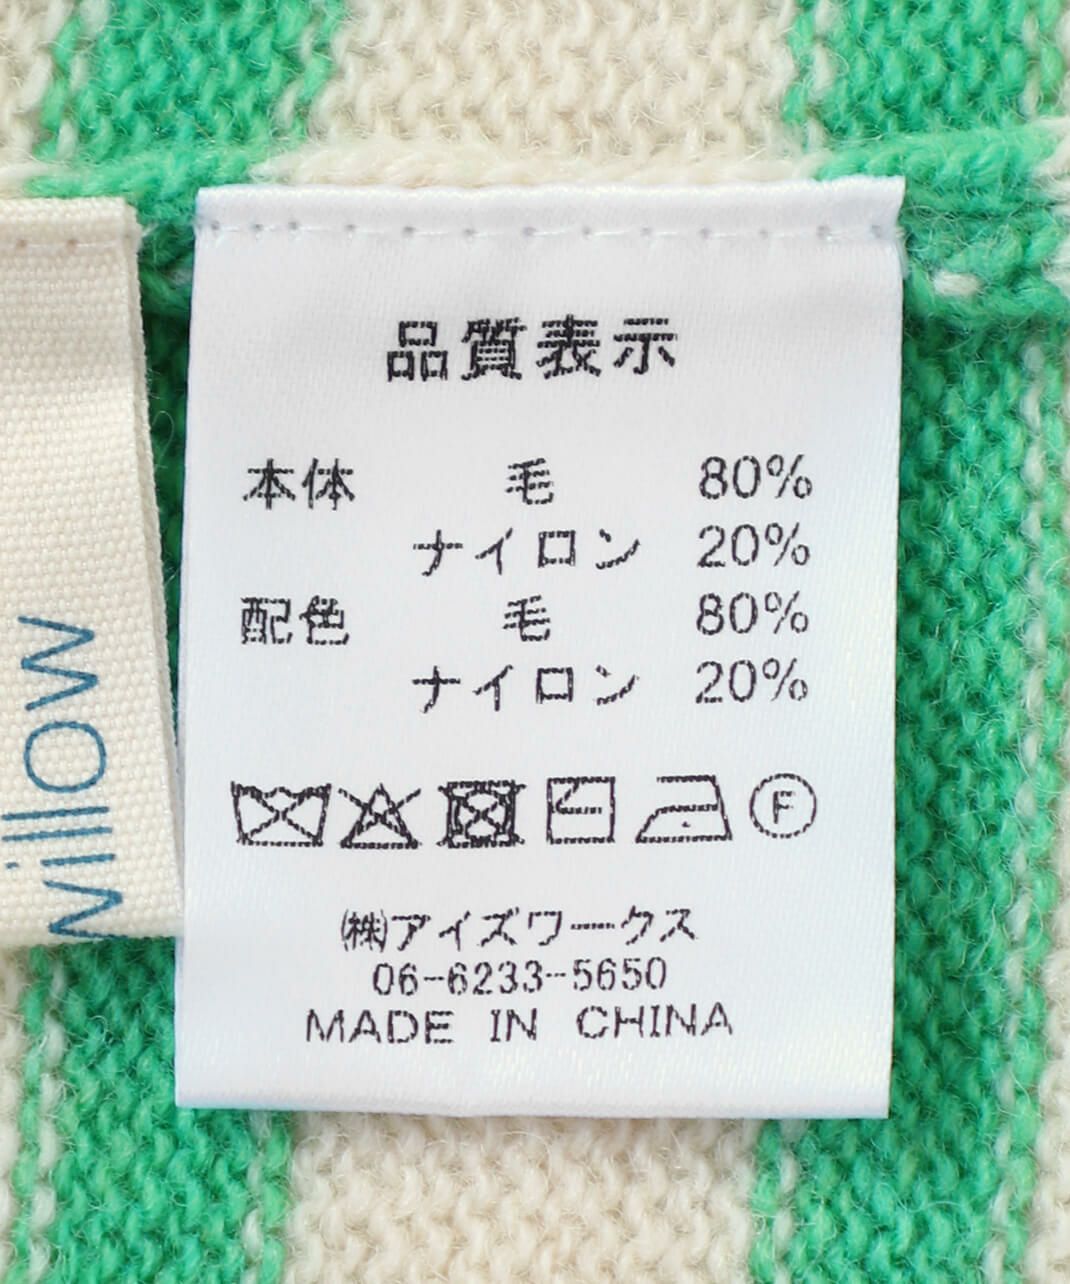 品質表示
本体 毛 80%
ナイロン 20%
配色 毛 80%
ナイロン 20%
F
㈱アイズワークス
06-6233-5650
MADE IN CHINA
willow